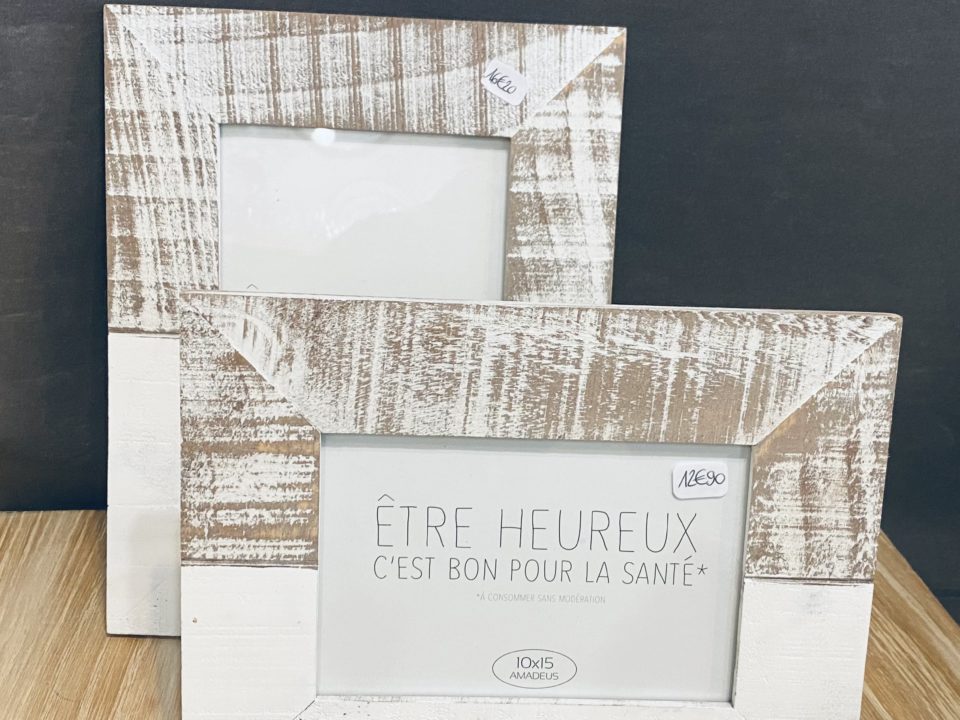 16€20
12€90
ÊTRE HEUREUX
C'EST BON POUR LA SANTÉ*
*À CONSOMMER SANS MODÉRATION
10x15
AMADEUS